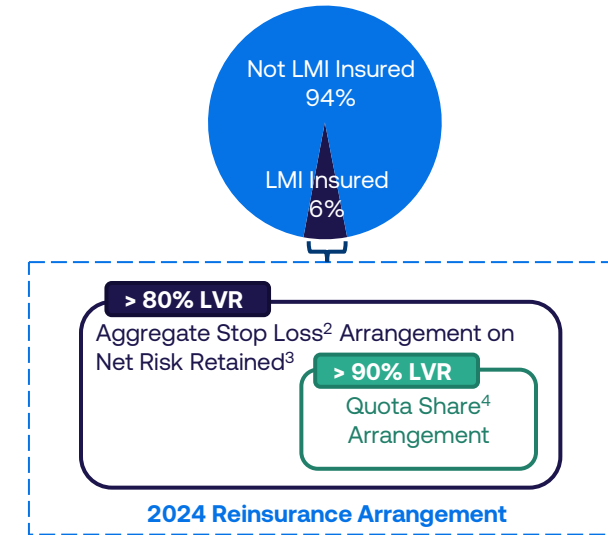 Not LMI Insured
94%
LMI Insured
6%
> 80% LVR
Aggregate Stop Loss² Arrangement on
Net Risk Retained³
> 90% LVR
Quota Share⁴
Arrangement
2024 Reinsurance Arrangement